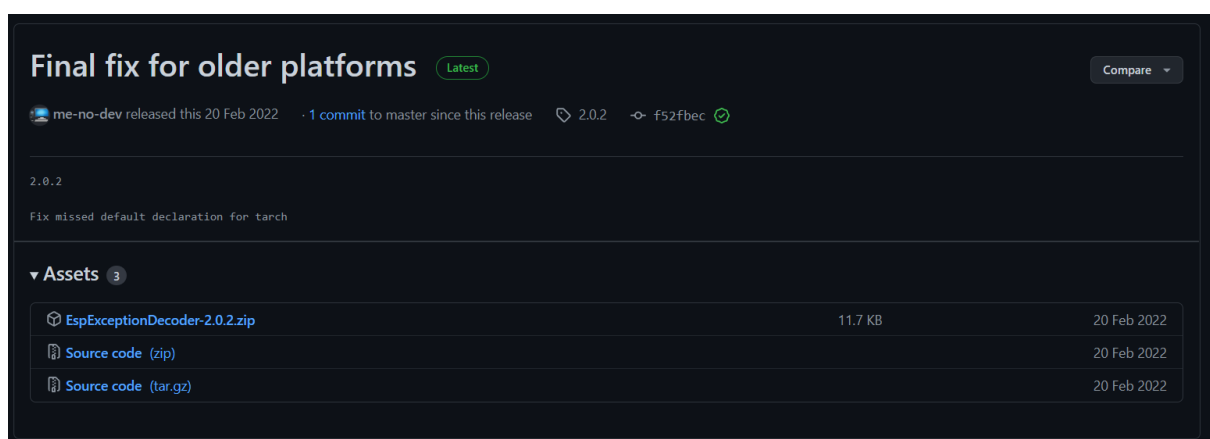 Final fix for older platforms Latest Compare
me-no-dev released this 20 Feb 2022 · 1 commit to master since this release 2.0.2 f52fbec
2.0.2
Fix missed default declaration for tarch
Assets 3
EspExceptionDecoder-2.0.2.zip 11.7 KB 20 Feb 2022
Source code (zip) 20 Feb 2022
Source code (tar.gz) 20 Feb 2022